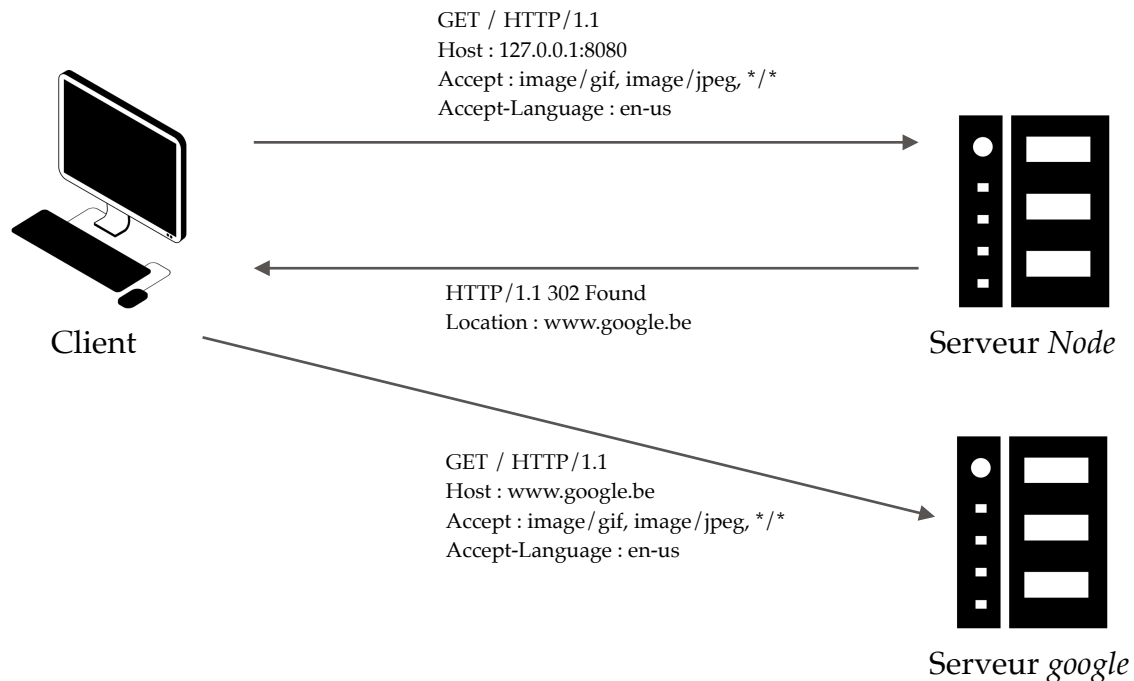 GET / HTTP/1.1
Host : 127.0.0.1:8080
Accept : image/gif, image/jpeg, */*
Accept-Language : en-us
HTTP/1.1 302 Found
Location : www.google.be
Client
Serveur Node
GET / HTTP/1.1
Host : www.google.be
Accept : image/gif, image/jpeg, */*
Accept-Language : en-us
Serveur google